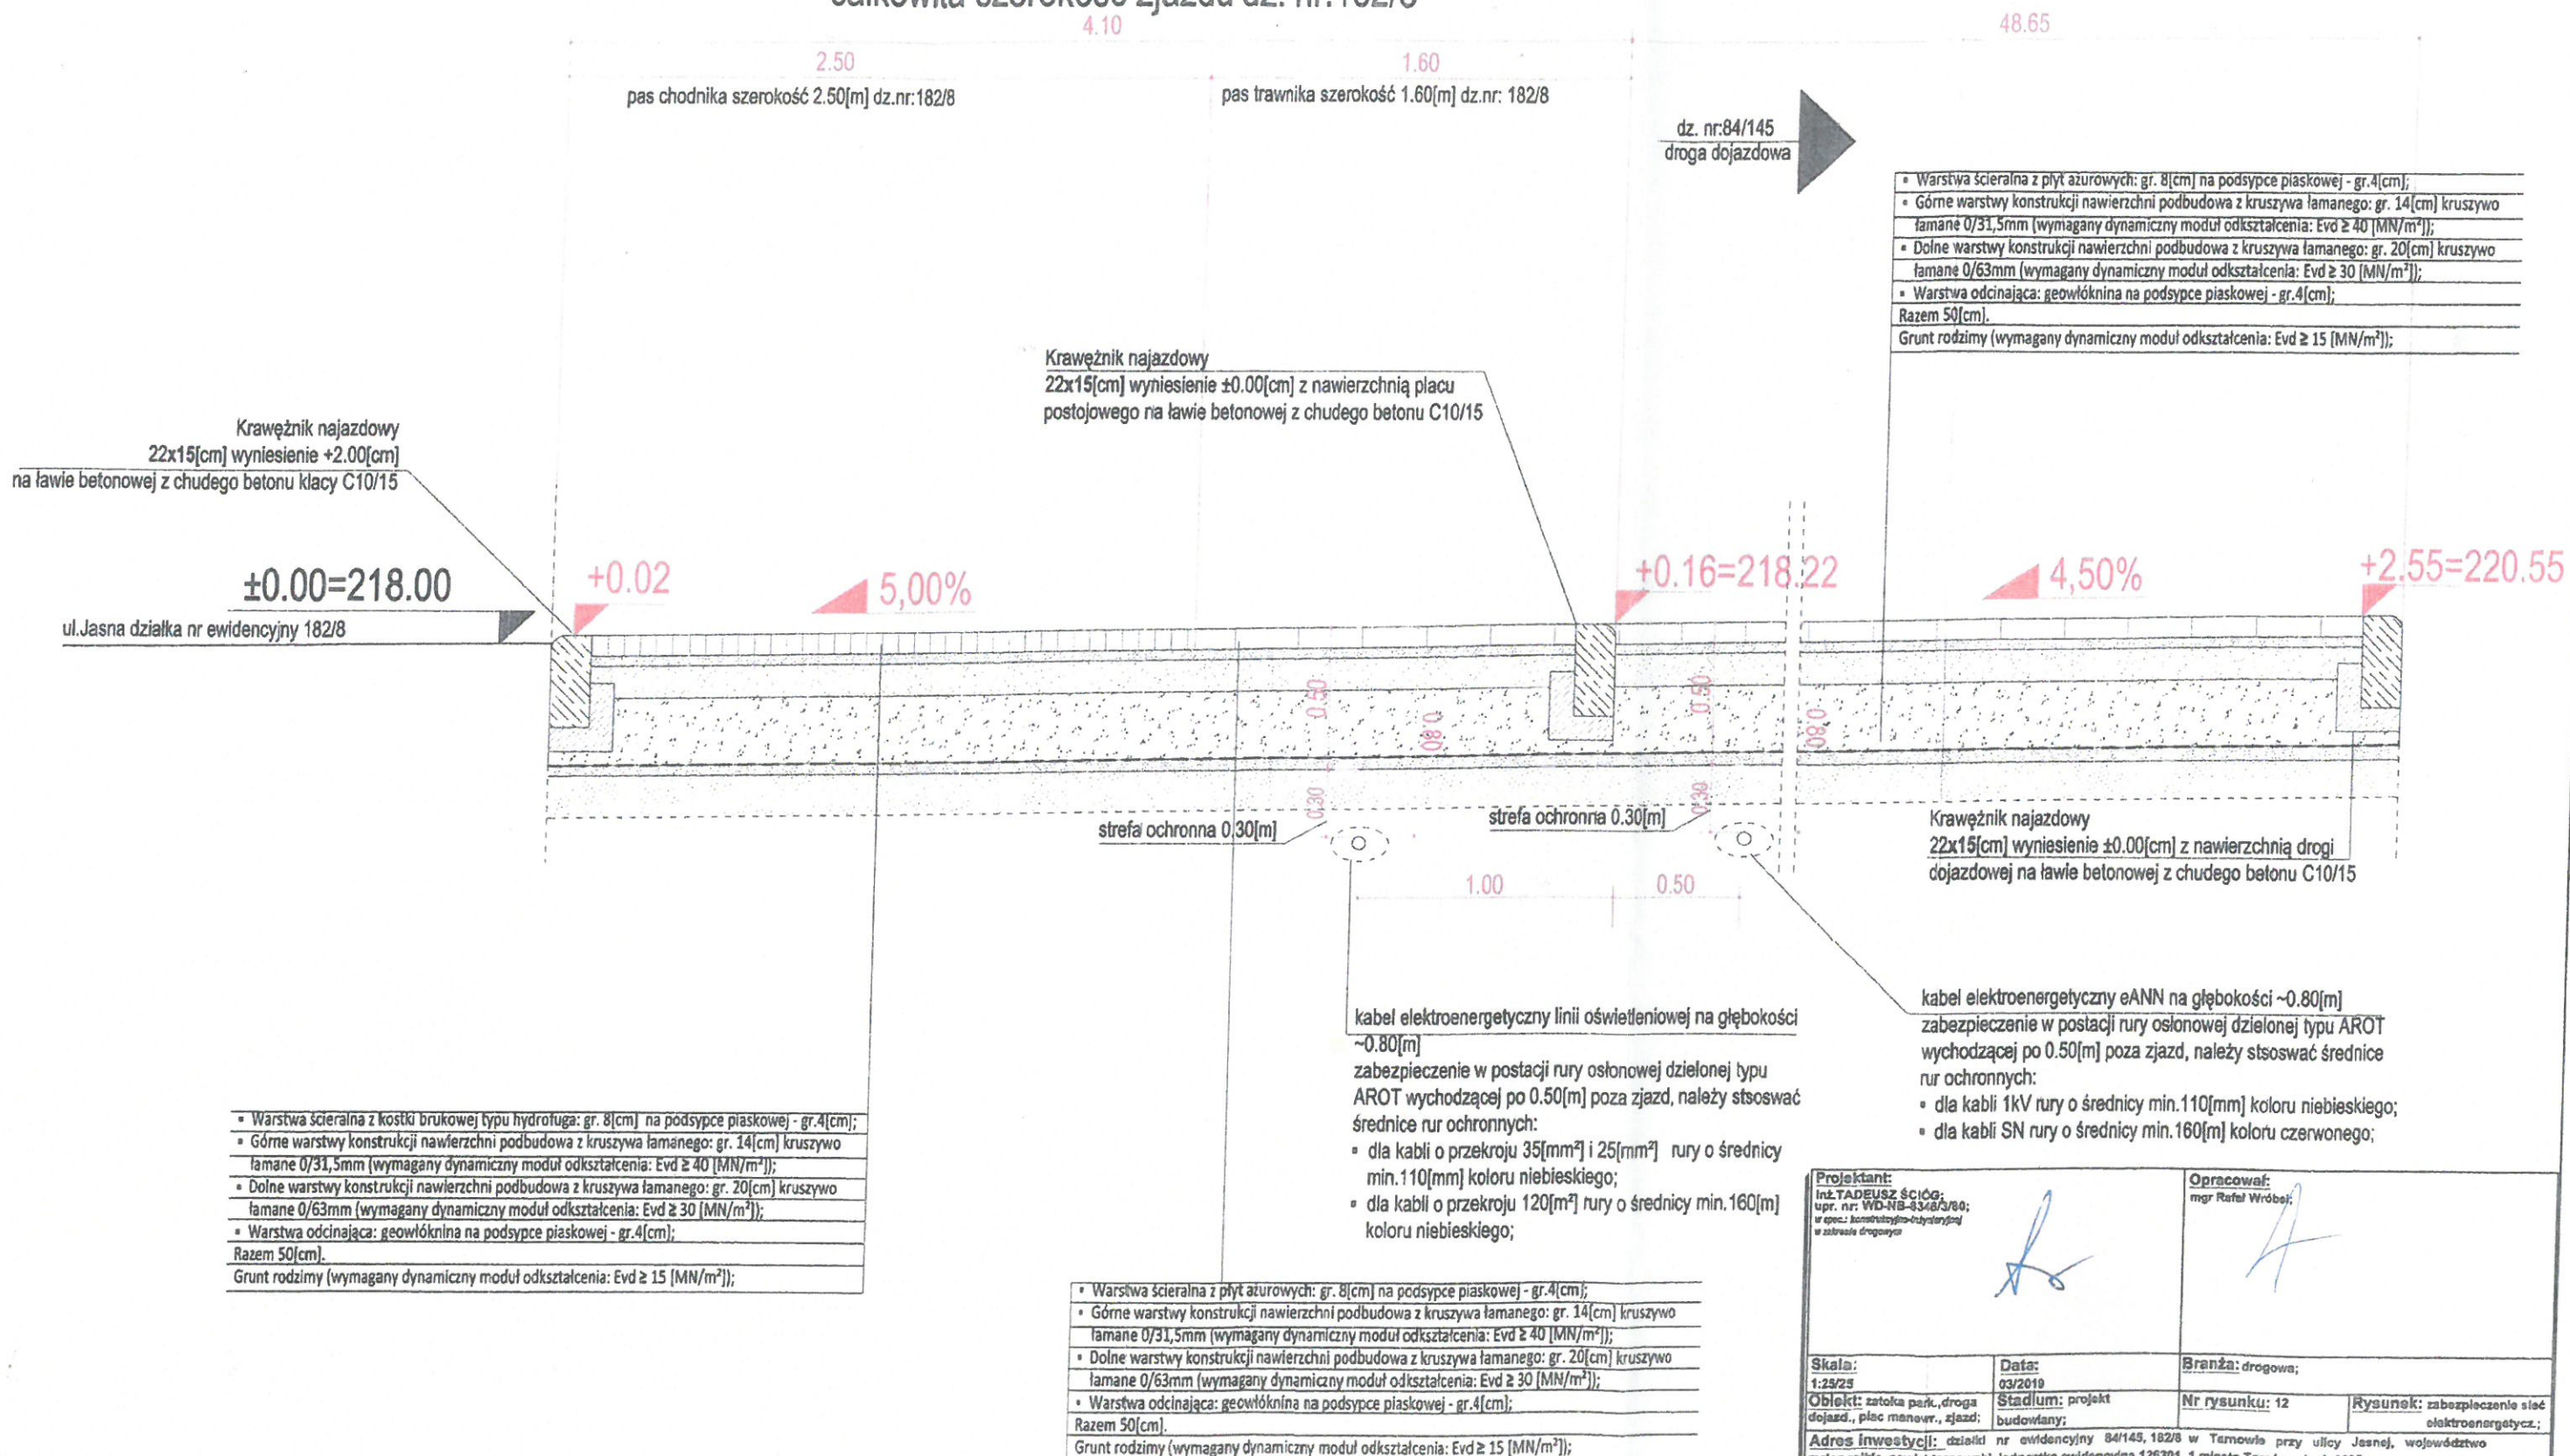 całkowita szerokość zjazdu dz. nr:182/8
4.10
48.65
2.50
1.60
pas chodnika szerokość 2.50[m] dz.nr:182/8
pas trawnika szerokość 1.60[m] dz.nr: 182/8
dz. nr:84/145
droga dojazdowa
▪ Warstwa ścieralna z płyt ażurowych: gr. 8[cm] na podsypce piaskowej - gr.4[cm];
▪ Górne warstwy konstrukcji nawierzchni podbudowa z kruszywa łamanego: gr. 14[cm] kruszywo
łamane 0/31,5mm (wymagany dynamiczny moduł odkształcenia: Evd ≥ 40 [MN/m²]);
▪ Dolne warstwy konstrukcji nawierzchni podbudowa z kruszywa łamanego: gr. 20[cm] kruszywo
łamane 0/63mm (wymagany dynamiczny moduł odkształcenia: Evd ≥ 30 [MN/m²]);
▪ Warstwa odcinająca: geowłóknina na podsypce piaskowej - gr.4[cm];
Razem 50[cm].
Grunt rodzimy (wymagany dynamiczny moduł odkształcenia: Evd ≥ 15 [MN/m²]);
Krawężnik najazdowy
22x15[cm] wyniesienie ±0.00[cm] z nawierzchnią placu
postojowego na ławie betonowej z chudego betonu C10/15
Krawężnik najazdowy
22x15[cm] wyniesienie +2.00[cm]
na ławie betonowej z chudego betonu klacy C10/15
±0.00=218.00
+0.02
5,00%
+0.16=218.22
4,50%
+2.55=220.55
ul.Jasna działka nr ewidencyjny 182/8
0.50
0.80
0.50
0.80
0.30
0.30
strefa ochronna 0.30[m]
strefa ochronna 0.30[m]
Krawężnik najazdowy
22x15[cm] wyniesienie ±0.00[cm] z nawierzchnią drogi
dojazdowej na ławie betonowej z chudego betonu C10/15
1.00
0.50
kabel elektroenergetyczny linii oświetleniowej na głębokości
~0.80[m]
zabezpieczenie w postacji rury osłonowej dzielonej typu
AROT wychodzącej po 0.50[m] poza zjazd, należy stsoswać
średnice rur ochronnych:
▪ dla kabli o przekroju 35[mm²] i 25[mm²] rury o średnicy
min.110[mm] koloru niebieskiego;
▪ dla kabli o przekroju 120[m²] rury o średnicy min.160[m]
koloru niebieskiego;
kabel elektroenergetyczny eANN na głębokości ~0.80[m]
zabezpieczenie w postacji rury osłonowej dzielonej typu AROT
wychodzącej po 0.50[m] poza zjazd, należy stsoswać średnice
rur ochronnych:
▪ dla kabli 1kV rury o średnicy min.110[mm] koloru niebieskiego;
▪ dla kabli SN rury o średnicy min.160[m] koloru czerwonego;
▪ Warstwa ścieralna z kostki brukowej typu hydrofuga: gr. 8[cm] na podsypce piaskowej - gr.4[cm];
▪ Górne warstwy konstrukcji nawierzchni podbudowa z kruszywa łamanego: gr. 14[cm] kruszywo
łamane 0/31,5mm (wymagany dynamiczny moduł odkształcenia: Evd ≥ 40 [MN/m²]);
▪ Dolne warstwy konstrukcji nawierzchni podbudowa z kruszywa łamanego: gr. 20[cm] kruszywo
łamane 0/63mm (wymagany dynamiczny moduł odkształcenia: Evd ≥ 30 [MN/m²]);
▪ Warstwa odcinająca: geowłóknina na podsypce piaskowej - gr.4[cm];
Razem 50[cm].
Grunt rodzimy (wymagany dynamiczny moduł odkształcenia: Evd ≥ 15 [MN/m²]);
▪ Warstwa ścieralna z płyt ażurowych: gr. 8[cm] na podsypce piaskowej - gr.4[cm];
▪ Górne warstwy konstrukcji nawierzchni podbudowa z kruszywa łamanego: gr. 14[cm] kruszywo
łamane 0/31,5mm (wymagany dynamiczny moduł odkształcenia: Evd ≥ 40 [MN/m²]);
▪ Dolne warstwy konstrukcji nawierzchni podbudowa z kruszywa łamanego: gr. 20[cm] kruszywo
łamane 0/63mm (wymagany dynamiczny moduł odkształcenia: Evd ≥ 30 [MN/m²]);
▪ Warstwa odcinająca: geowłóknina na podsypce piaskowej - gr.4[cm];
Razem 50[cm].
Grunt rodzimy (wymagany dynamiczny moduł odkształcenia: Evd ≥ 15 [MN/m²]);
Projektant:
inż.TADEUSZ ŚCIÓG;
upr. nr: WD-NB-8346/3/80;
w spec.: konstrukcyjno-inżynieryjnej
w zakresie drogowym
Opracował:
mgr Rafał Wróbel;
Skala:
1:25/25
Data:
03/2019
Branża: drogowa;
Obiekt: zatoka park.,droga
dojazd., plac manewr., zjazd;
Stadium: projekt
budowlany;
Nr rysunku: 12
Rysunek: zabezpieczenie sieć
elektroenergetycz.;
Adres inwestycji: działki nr ewidencyjny 84/145, 182/8 w Tarnowie przy ulicy Jasnej, województwo